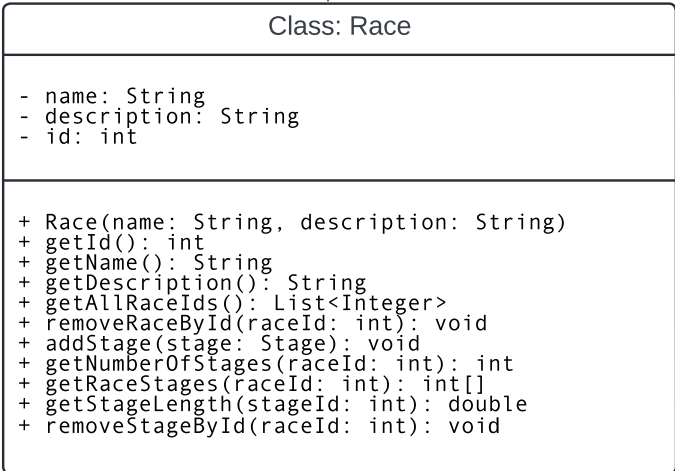 Class: Race
- name: String
- description: String
- id: int
+ Race(name: String, description: String)
+ getId(): int
+ getName(): String
+ getDescription(): String
+ getAllRaceIds(): List<Integer>
+ removeRaceById(raceId: int): void
+ addStage(stage: Stage): void
+ getNumberOfStages(raceId: int): int
+ getRaceStages(raceId: int): int[]
+ getStageLength(stageId: int): double
+ removeStageById(raceId: int): void